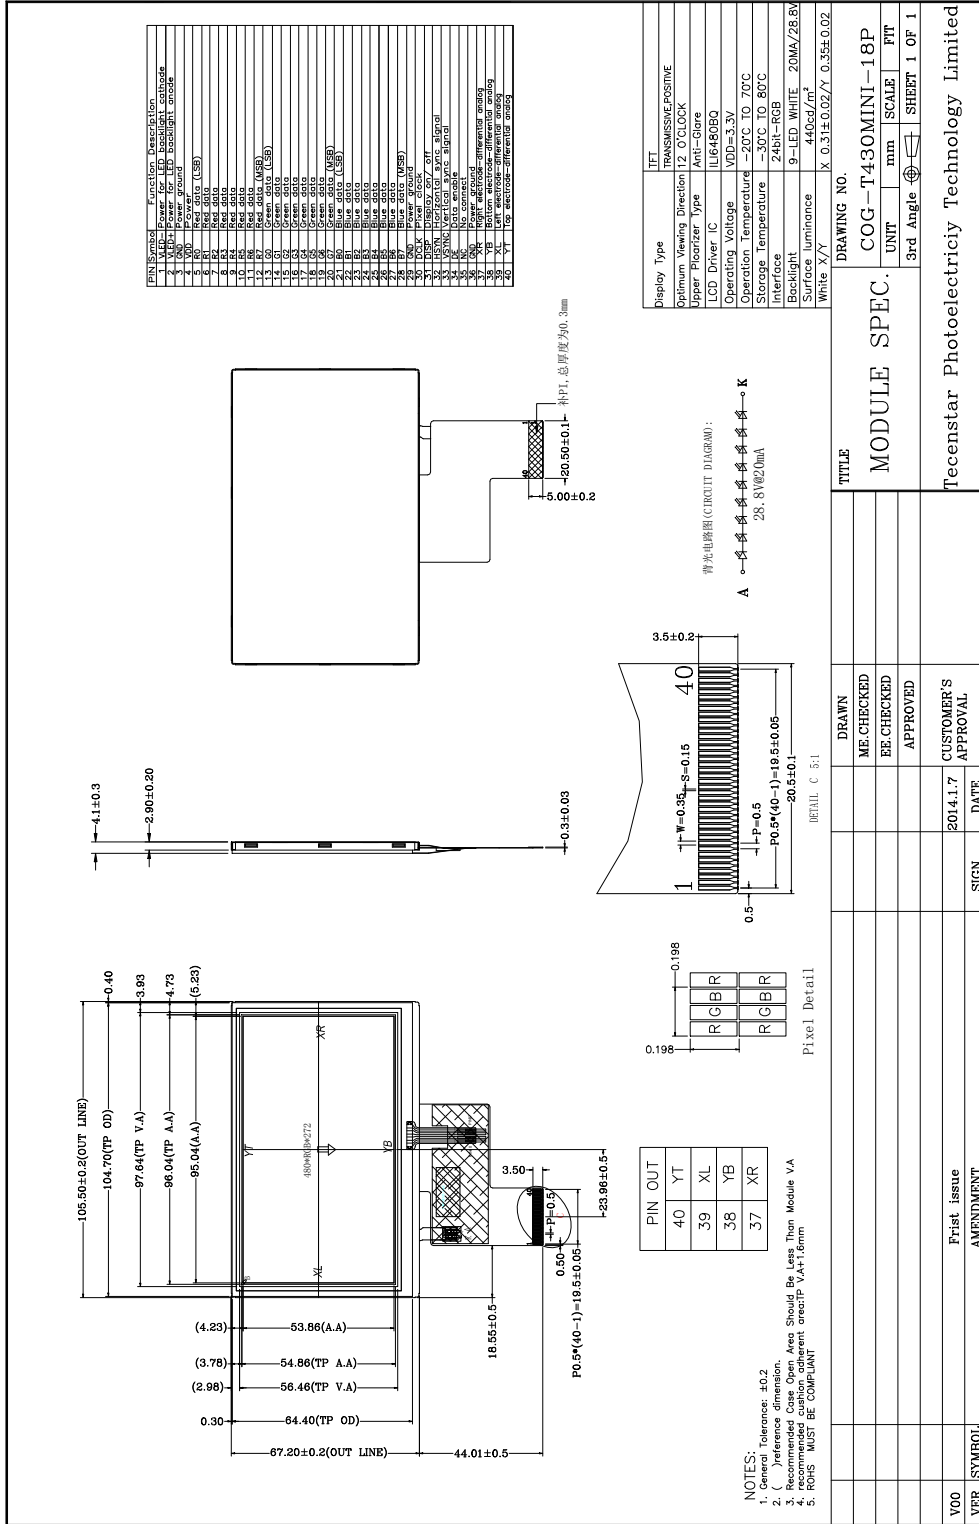 105.50±0.2(OUT LINE)
104.70(TP OD)
0.40
97.64(TP V.A)
3.93
96.04(TP A.A)
4.73
95.04(A.A)
(5.23)
XR
XL
YT
YB
480*RGB*272
(4.23)
53.86(A.A)
(3.78)
54.86(TP A.A)
(2.98)
56.46(TP V.A)
0.30
64.40(TP OD)
67.20±0.2(OUT LINE)
44.01±0.5
18.55±0.5
3.50
40
P=0.5
0.50
P0.5*(40-1)=19.5±0.05
23.96±0.5
4.1±0.3
2.90±0.20
0.3±0.03
40
1
补PI,总厚度为0.3mm
20.50±0.1
5.00±0.2
PIN Symbol Function Description
1 VLED- Power for LED backlight cathode
2 VLED+ Power for LED backlight anode
3 GND Power ground
4 VDD Power
5 R0 Red data (LSB)
6 R1 Red data
7 R2 Red data
8 R3 Red data
9 R4 Red data
10 R5 Red data
11 R6 Red data
12 R7 Red data (MSB)
13 G0 Green data (LSB)
14 G1 Green data
15 G2 Green data
16 G3 Green data
17 G4 Green data
18 G5 Green data
19 G6 Green data
20 G7 Green data (MSB)
21 B0 Blue data (LSB)
22 B1 Blue data
23 B2 Blue data
24 B3 Blue data
25 B4 Blue data
26 B5 Blue data
27 B6 Blue data
28 B7 Blue data (MSB)
29 GND Power ground
30 DCLK Pixel clock
31 DISP Display on/ off
32 HSYNC Horizontal sync signal
33 VSYNC Vertical sync signal
34 DE Data enable
35 NC No connect
36 GND Power ground
37 XR Right electrode-differential analog
38 YB Bottom electrode-differential analog
39 XL Left electrode-differential analog
40 YT Top electrode-differential analog
PIN OUT
40 YT
39 XL
38 YB
37 XR
0.198
0.198
R G B R
R G B R
Pixel Detail
3.5±0.2
1
40
W=0.35
S=0.15
0.5
P=0.5
P0.5*(40-1)=19.5±0.05
20.5±0.1
DETAIL C 5:1
背光电路图(CIRCUIT DIAGRAM):
A
K
28.8V@20mA
Display Type TFT
TRANSMISSIVE,POSITIVE
Optimum Viewing Direction 12 O'CLOCK
Upper Ploarizer Type Anti-Glare
LCD Driver IC ILI6480BQ
Operating Voltage VDD=3.3V
Operation Temperature -20°C TO 70°C
Storage Temperature -30°C TO 80°C
Interface 24bit-RGB
Backlight 9-LED WHITE 20MA/28.8V
Surface luminance 440cd/m²
White X/Y X 0.31±0.02/Y 0.35±0.02
NOTES:
1. General Tolerance: ±0.2
2. ( )reference dimension.
3. Recommended Case Open Area Should Be Less Than Module V.A
4. recommended cushion adherent area:TP V.A+1.6mm
5. ROHS MUST BE COMPLIANT
V00 Frist issue 2014.1.7
VER SYMBOL AMENDMENT SIGN DATE
DRAWN
ME.CHECKED
EE.CHECKED
APPROVED
CUSTOMER'S
APPROVAL
TITLE
MODULE SPEC.
DRAWING NO.
COG-T430MINI-18P
UNIT mm SCALE FIT
3rd Angle SHEET 1 OF 1
Tecenstar Photoelectriciy Technology Limited